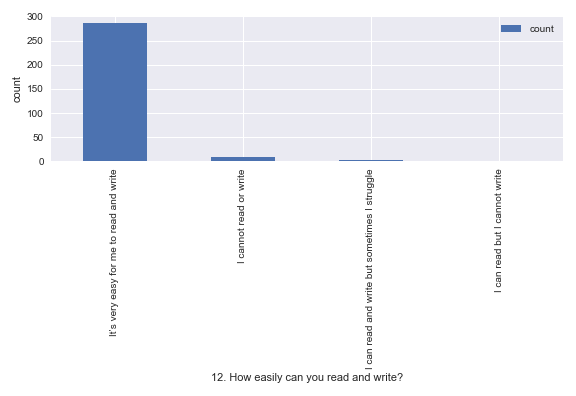 300
250
200
150
100
50
0
count
count
It's very easy for me to read and write
I cannot read or write
I can read and write but sometimes I struggle
I can read but I cannot write
12. How easily can you read and write?